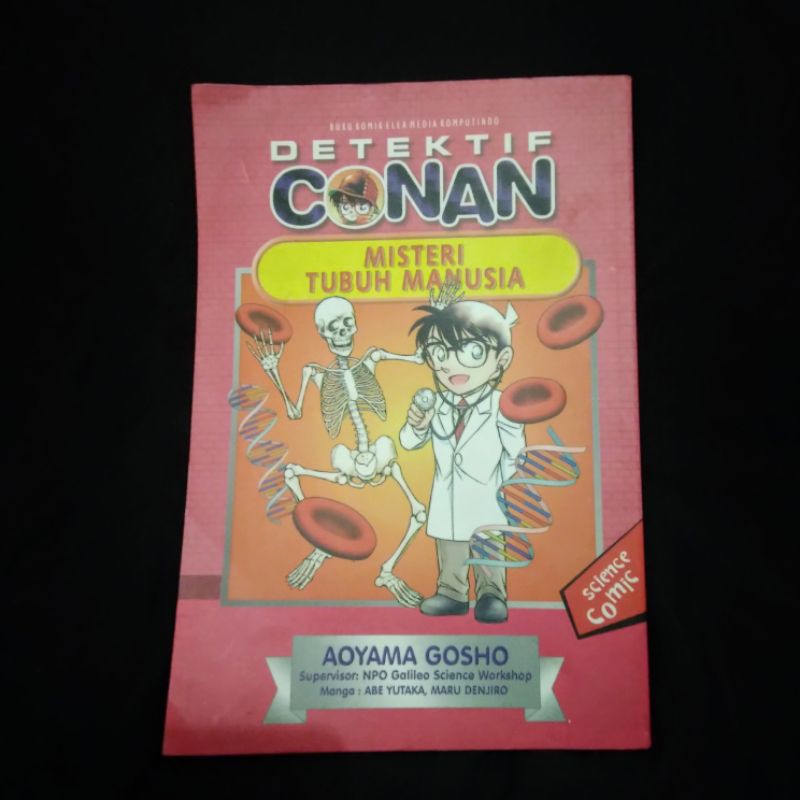 BUKU KOMIK ELEX MEDIA KOMPUTINDO
DETEKTIF
CONAN
MISTERI
TUBUH MANUSIA
science
comic
AOYAMA GOSHO
Supervisor: NPO Galileo Science Workshop
Manga : ABE YUTAKA, MARU DENJIRO